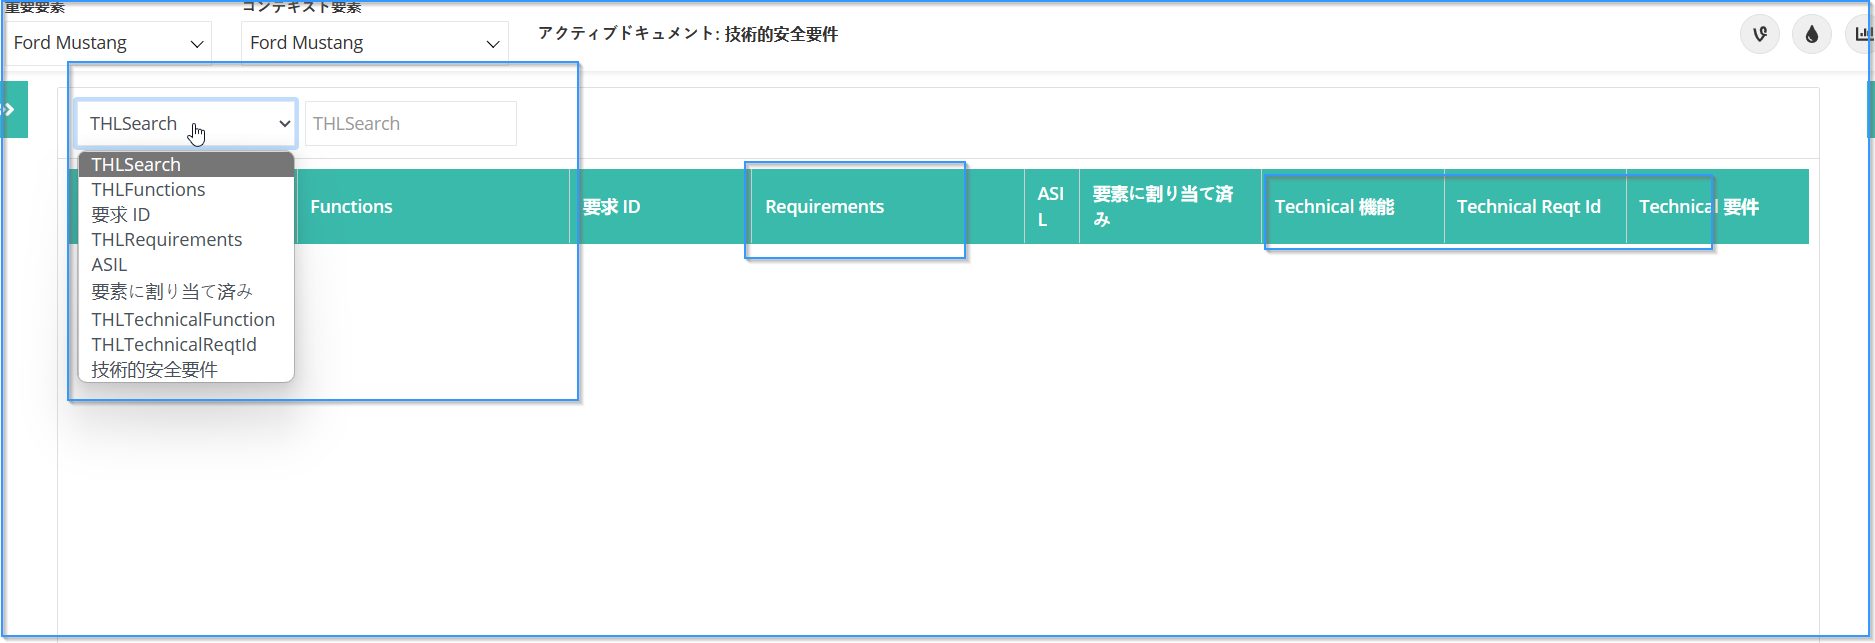 重要要素
コンテキスト要素
Ford Mustang
Ford Mustang
アクティブドキュメント: 技術的安全要件
THLSearch
THLSearch
THLSearch
THLFunctions
要求 ID
THLRequirements
ASIL
要素に割り当て済み
THLTechnicalFunction
THLTechnicalReqtId
技術的安全要件
Functions
要求 ID
Requirements
ASI
L
要素に割り当て済
み
Technical 機能
Technical Reqt Id
Technical 要件